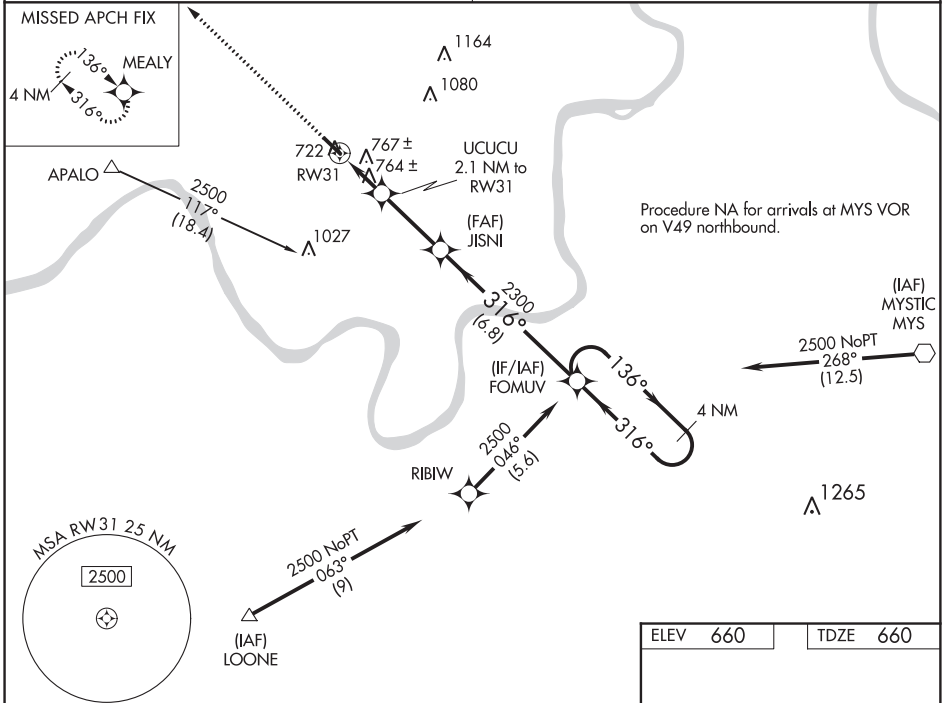 MISSED APCH FIX
MEALY
136°
4 NM
316°
1164
1080
722
RW31
767 ±
764 ±
UCUCU
2.1 NM to
RW31
APALO
2500
117°
(18.4)
1027
(FAF)
JISNI
Procedure NA for arrivals at MYS VOR
on V49 northbound.
2300
316°
(6.8)
(IAF)
MYSTIC
MYS
2500 NoPT
268°
(12.5)
(IF/IAF)
FOMUV
136°
4 NM
316°
2500
046°
(5.6)
RIBIW
1265
MSA RW31 25 NM
2500
2500 NoPT
063°
(9)
(IAF)
LOONE
ELEV 660
TDZE 660